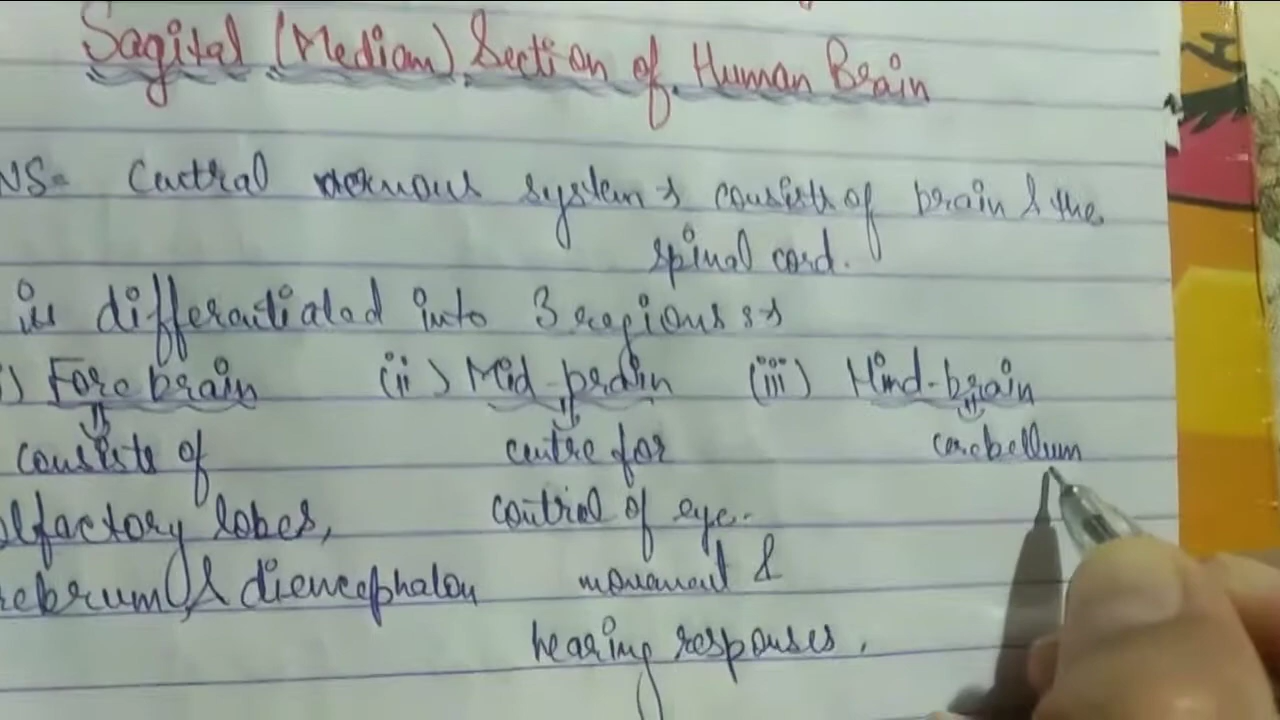 Sagital (Median) Section of Human Brain
NS= Central nervous system → consists of brain & the
spinal cord.
is differentiated into 3 regions :→
i) Fore brain (ii) Mid-brain (iii) Hind-brain
consists of centre for cerebellum
olfactory lobes, control of eye-
rebrum, & diencephalon movement &
hearing responses.